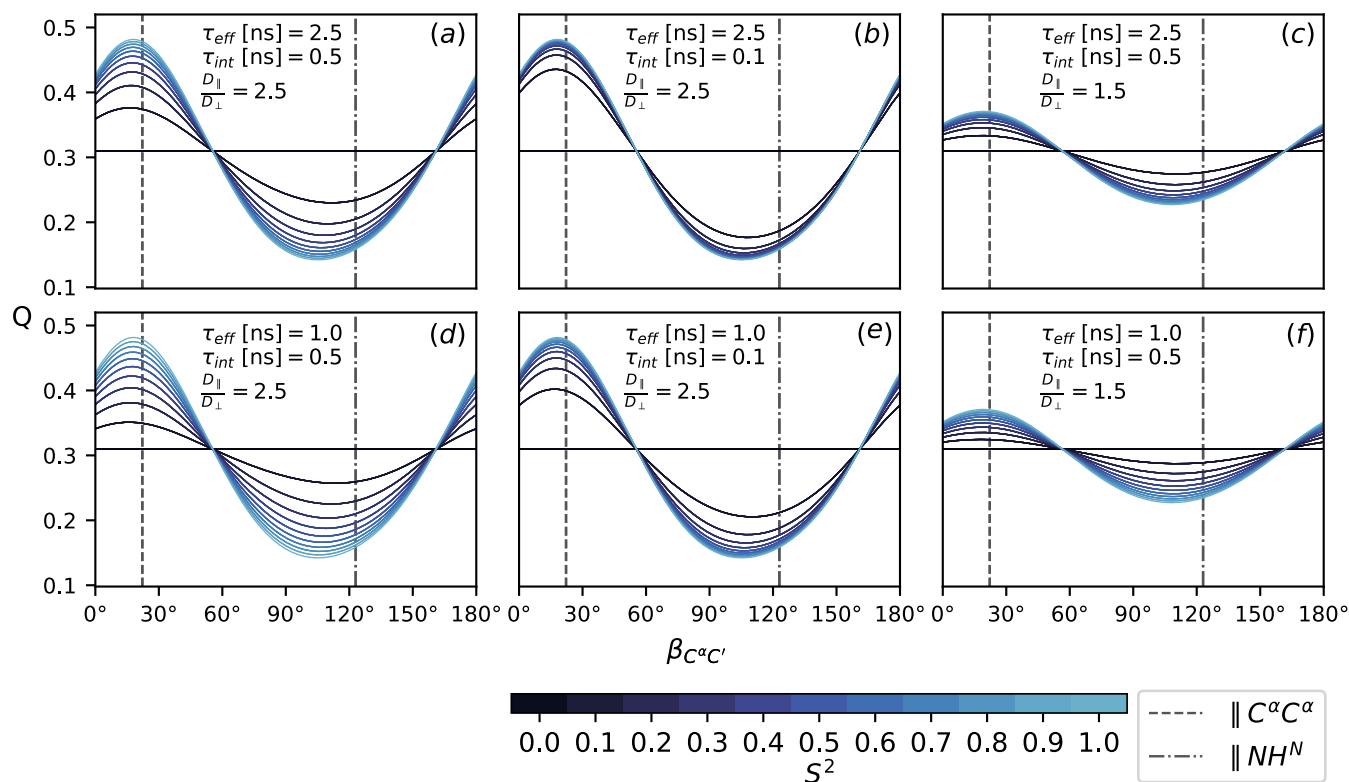 0.5
0.4
0.3
0.2
0.1
τ_eff [ns] = 2.5
τ_int [ns] = 0.5
D_∥/D_⊥ = 2.5
(a)
τ_eff [ns] = 2.5
τ_int [ns] = 0.1
D_∥/D_⊥ = 2.5
(b)
τ_eff [ns] = 2.5
τ_int [ns] = 0.5
D_∥/D_⊥ = 1.5
(c)
Q
0.5
0.4
0.3
0.2
0.1
τ_eff [ns] = 1.0
τ_int [ns] = 0.5
D_∥/D_⊥ = 2.5
(d)
τ_eff [ns] = 1.0
τ_int [ns] = 0.1
D_∥/D_⊥ = 2.5
(e)
τ_eff [ns] = 1.0
τ_int [ns] = 0.5
D_∥/D_⊥ = 1.5
(f)
0° 30° 60° 90° 120° 150° 0° 30° 60° 90° 120° 150° 0° 30° 60° 90° 120° 150° 180°
β_{C^αC'}
0.0 0.1 0.2 0.3 0.4 0.5 0.6 0.7 0.8 0.9 1.0
S²
∥ C^αC^α
∥ NH^N